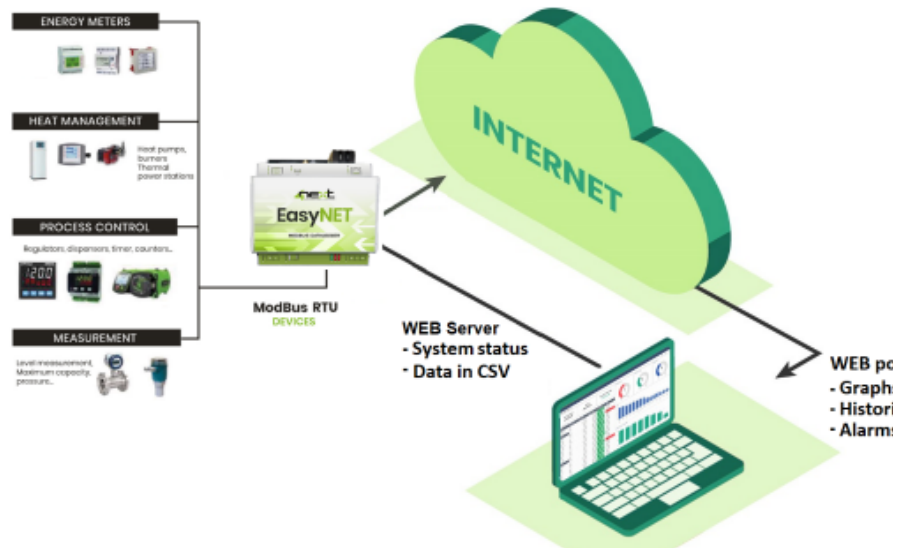 ENERGY METERS
HEAT MANAGEMENT
Heat pumps,
burners
Thermal
power stations
PROCESS CONTROL
Regulators, dispensers, timer, counters...
MEASUREMENT
Level measurement,
Maximum capacity,
pressure...
next
EasyNET
ModBus RTU
DEVICES
INTERNET
WEB Server
- System status
- Data in CSV
WEB po
- Graphs
- Histori
- Alarms